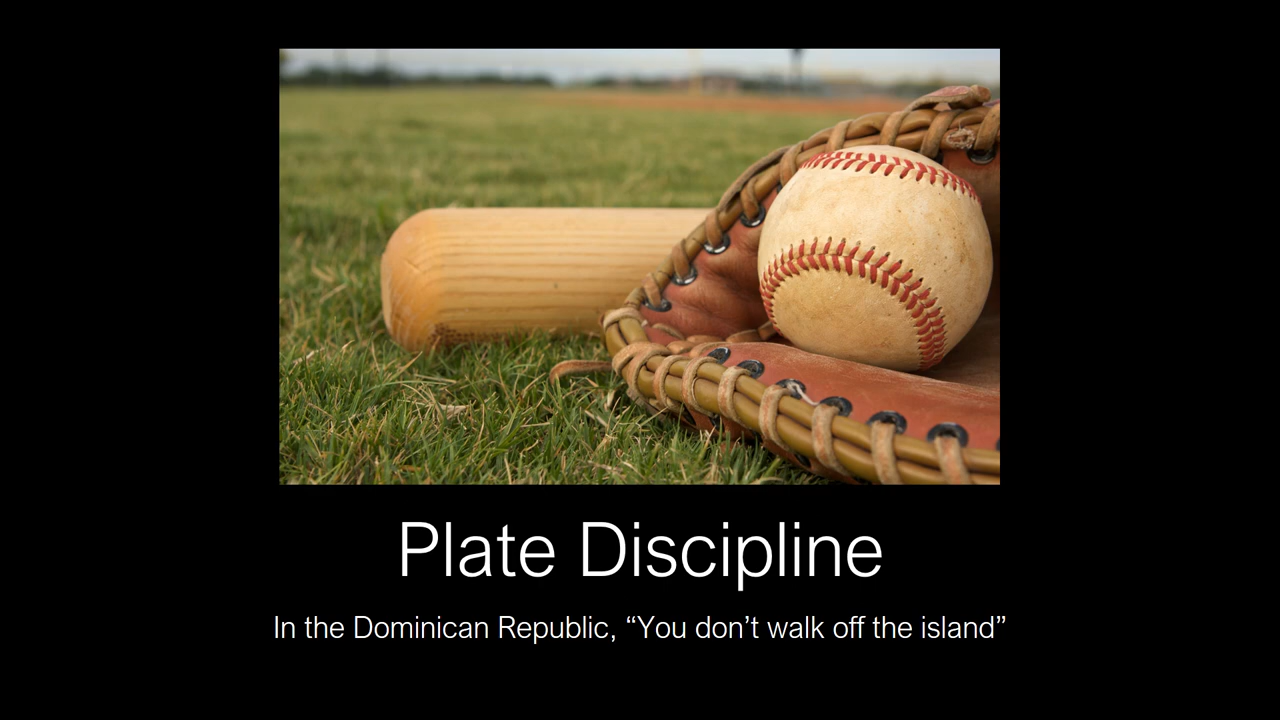 Plate Discipline
In the Dominican Republic, “You don’t walk off the island”